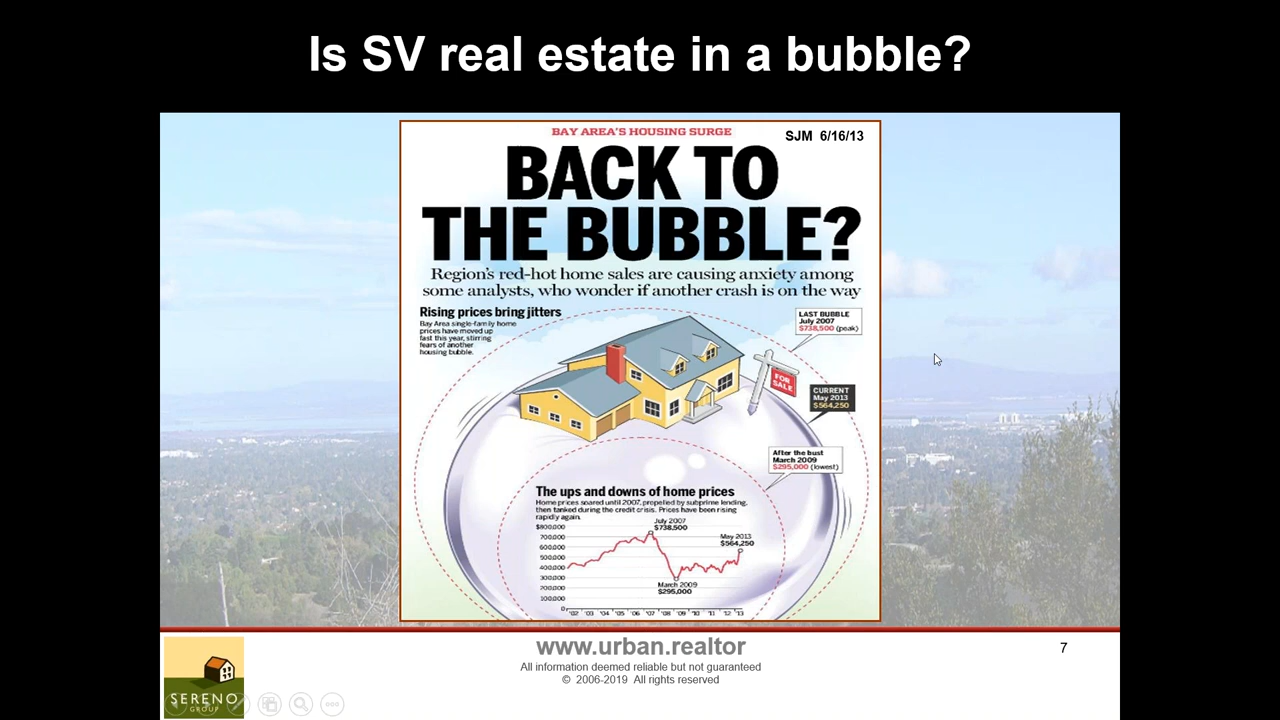 Is SV real estate in a bubble?
BAY AREA'S HOUSING SURGE
SJM 6/16/13
BACK TO
THE BUBBLE?
Region's red-hot home sales are causing anxiety among
some analysts, who wonder if another crash is on the way
Rising prices bring jitters
Bay Area single-family home
prices have moved up
fast this year, stirring
fears of another
housing bubble.
LAST BUBBLE
July 2007
$738,500 (peak)
FOR
SALE
CURRENT
May 2013
$564,250
After the bust
March 2009
$295,000 (lowest)
The ups and downs of home prices
Home prices soared until 2007, propelled by subprime lending,
then tanked during the credit crisis. Prices have been rising
rapidly again.
$800,000
700,000
600,000
500,000
400,000
300,000
200,000
100,000
0
July 2007
$738,500
May 2013
$564,250
March 2009
$295,000
'02 '03 '04 '05 '06 '07 '08 '09 '10 '11 '12 '13
www.urban.realtor
All information deemed reliable but not guaranteed
© 2006-2019 All rights reserved
7
SERENO
GROUP